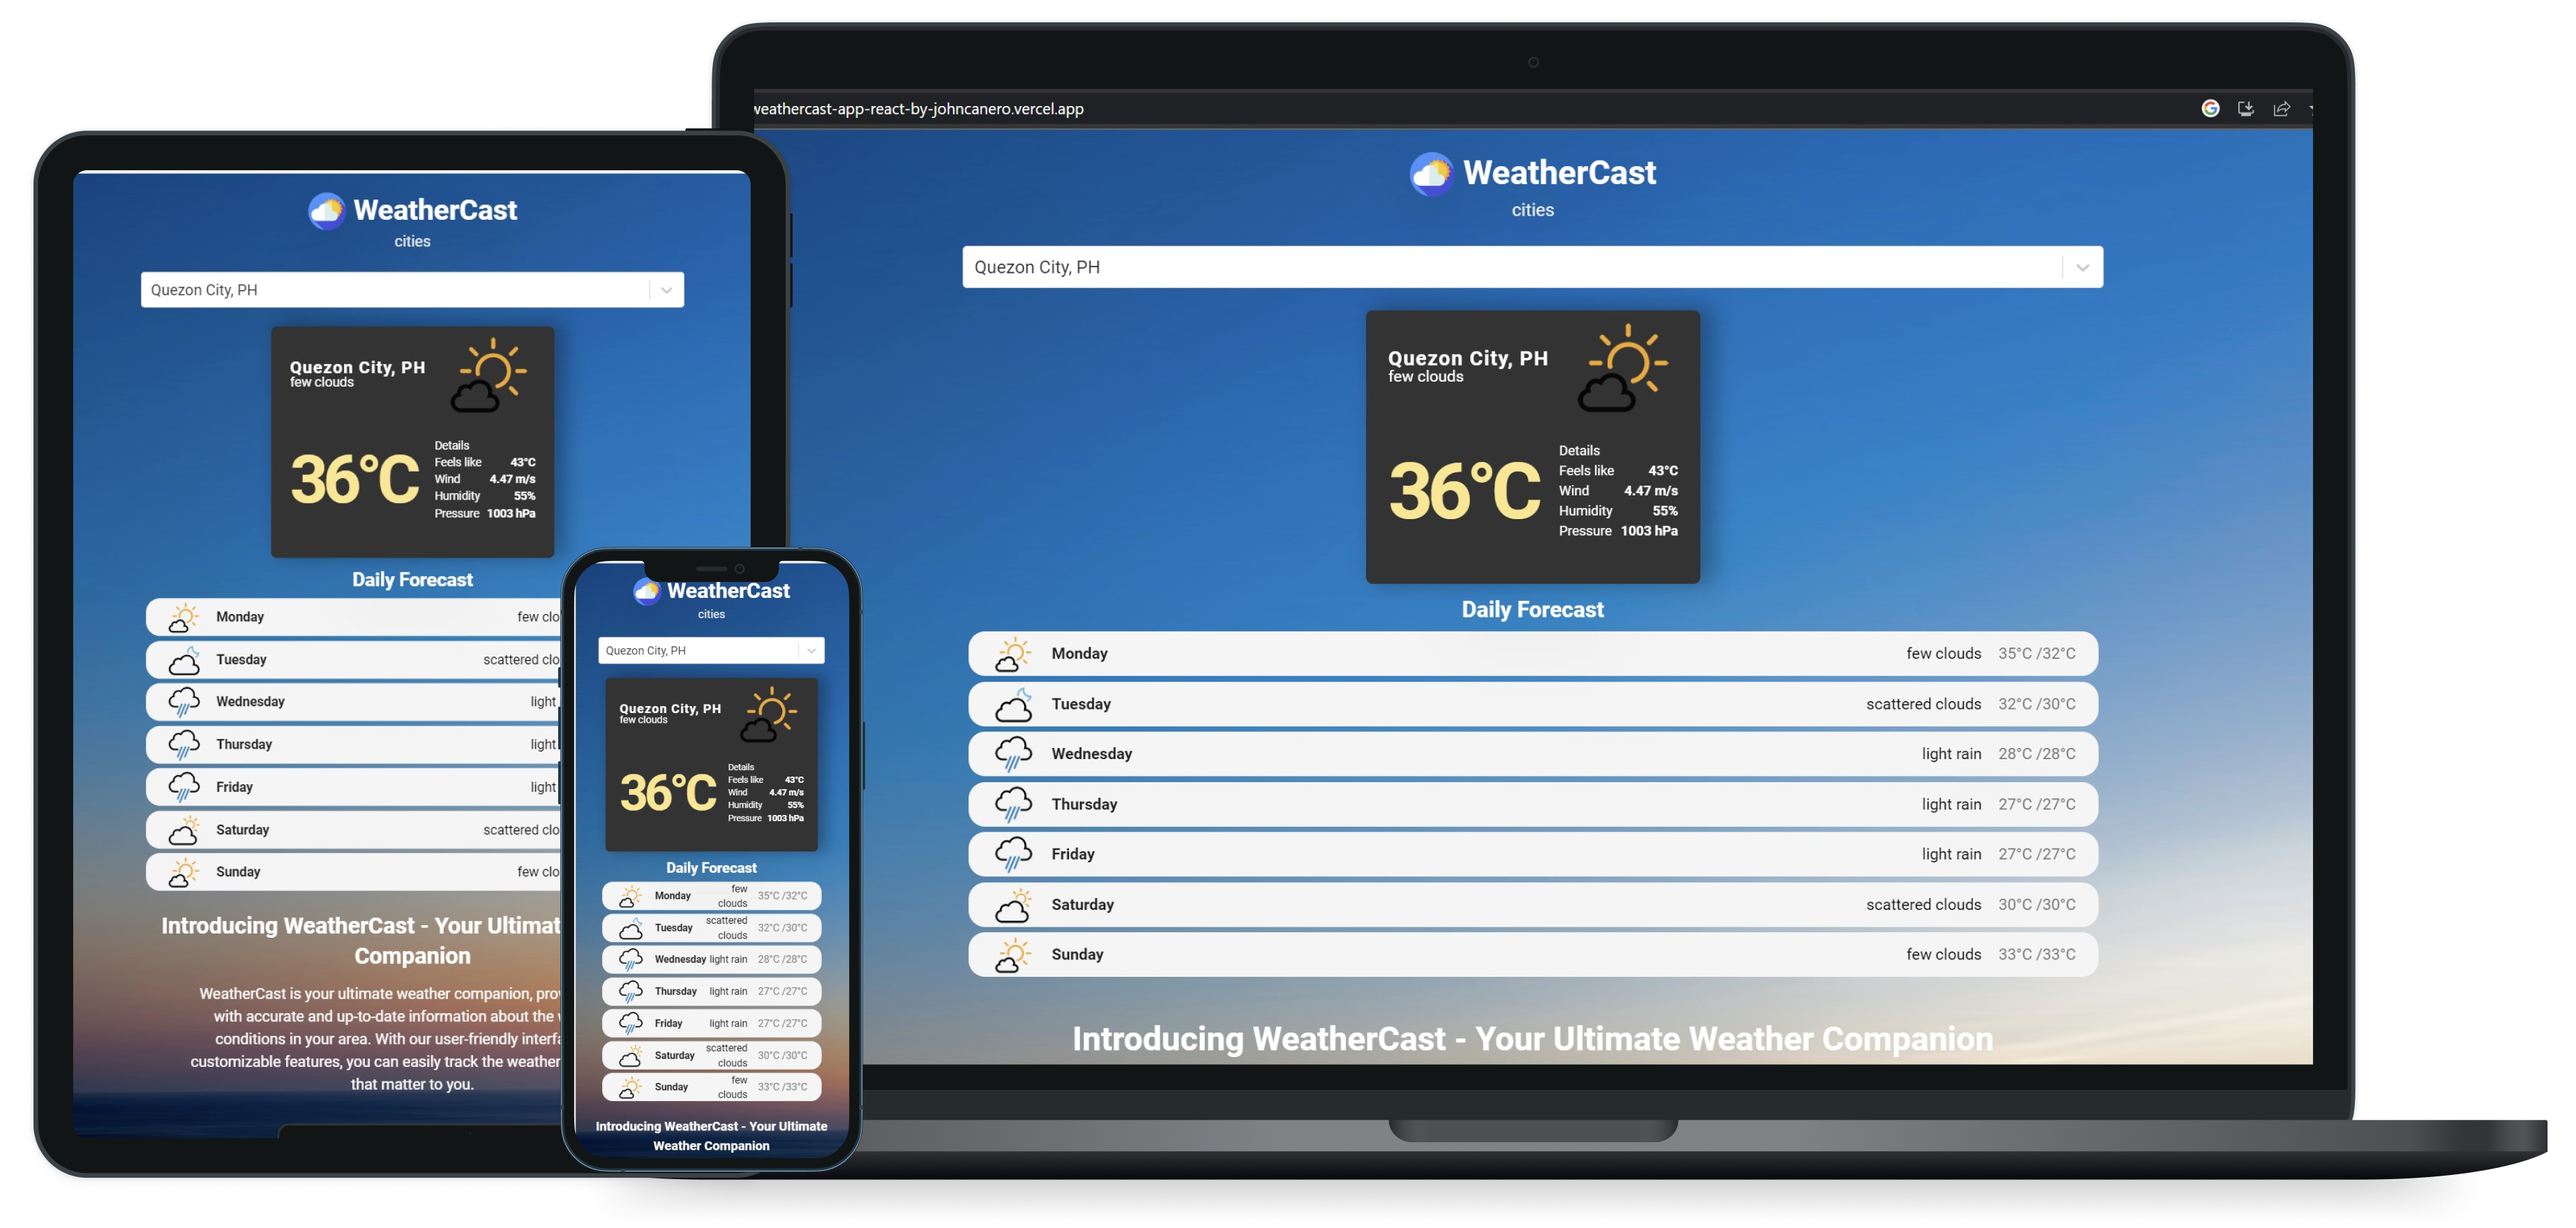 weathercast-app-react-by-johncanero.vercel.app
WeatherCast
cities
Quezon City, PH
Quezon City, PH
few clouds
36°C
Details
Feels like 43°C
Wind 4.47 m/s
Humidity 55%
Pressure 1003 hPa
Daily Forecast
Monday few clouds 35°C /32°C
Tuesday scattered clouds 32°C /30°C
Wednesday light rain 28°C /28°C
Thursday light rain 27°C /27°C
Friday light rain 27°C /27°C
Saturday scattered clouds 30°C /30°C
Sunday few clouds 33°C /33°C
Introducing WeatherCast - Your Ultimate Weather Companion
WeatherCast
cities
Quezon City, PH
Quezon City, PH
few clouds
36°C
Details
Feels like 43°C
Wind 4.47 m/s
Humidity 55%
Pressure 1003 hPa
Daily Forecast
Monday few clo
Tuesday scattered clo
Wednesday light
Thursday light
Friday light
Saturday scattered clo
Sunday few clo
Introducing WeatherCast - Your Ultimat
Companion
WeatherCast is your ultimate weather companion, pro
with accurate and up-to-date information about the
conditions in your area. With our user-friendly interfa
customizable features, you can easily track the weather
that matter to you.
WeatherCast
cities
Quezon City, PH
Quezon City, PH
few clouds
36°C
Details
Feels like 43°C
Wind 4.47 m/s
Humidity 55%
Pressure 1003 hPa
Daily Forecast
Monday few clouds 35°C /32°C
Tuesday scattered clouds 32°C /30°C
Wednesday light rain 28°C /28°C
Thursday light rain 27°C /27°C
Friday light rain 27°C /27°C
Saturday scattered clouds 30°C /30°C
Sunday few clouds 33°C /33°C
Introducing WeatherCast - Your Ultimate
Weather Companion